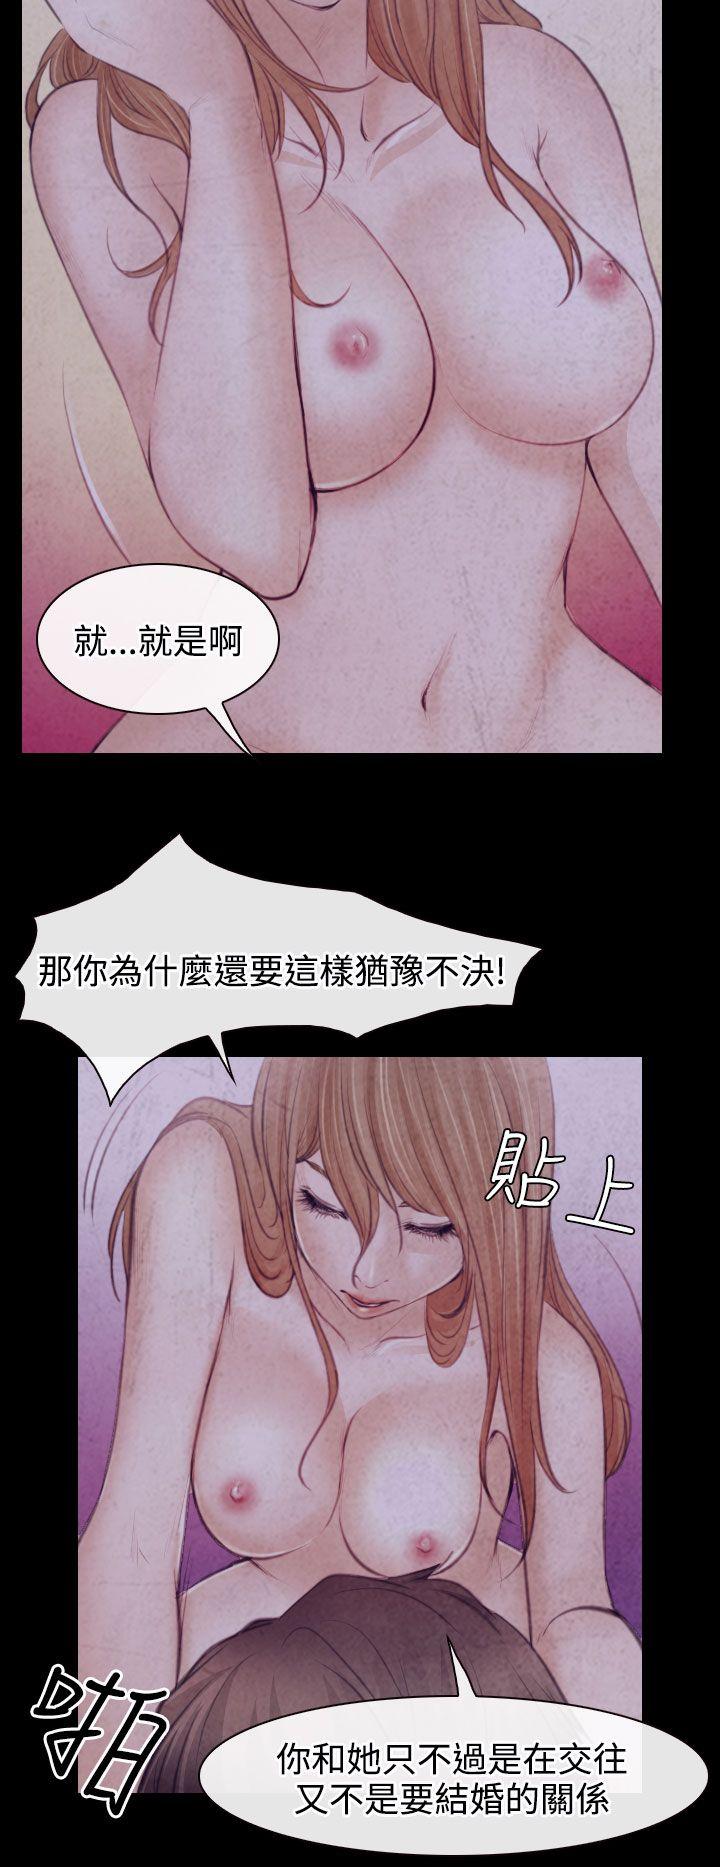 就...就是啊
那你為什麼還要這樣猶豫不決!
貼上
啪
你和她只不過是在交往
又不是要結婚的關係